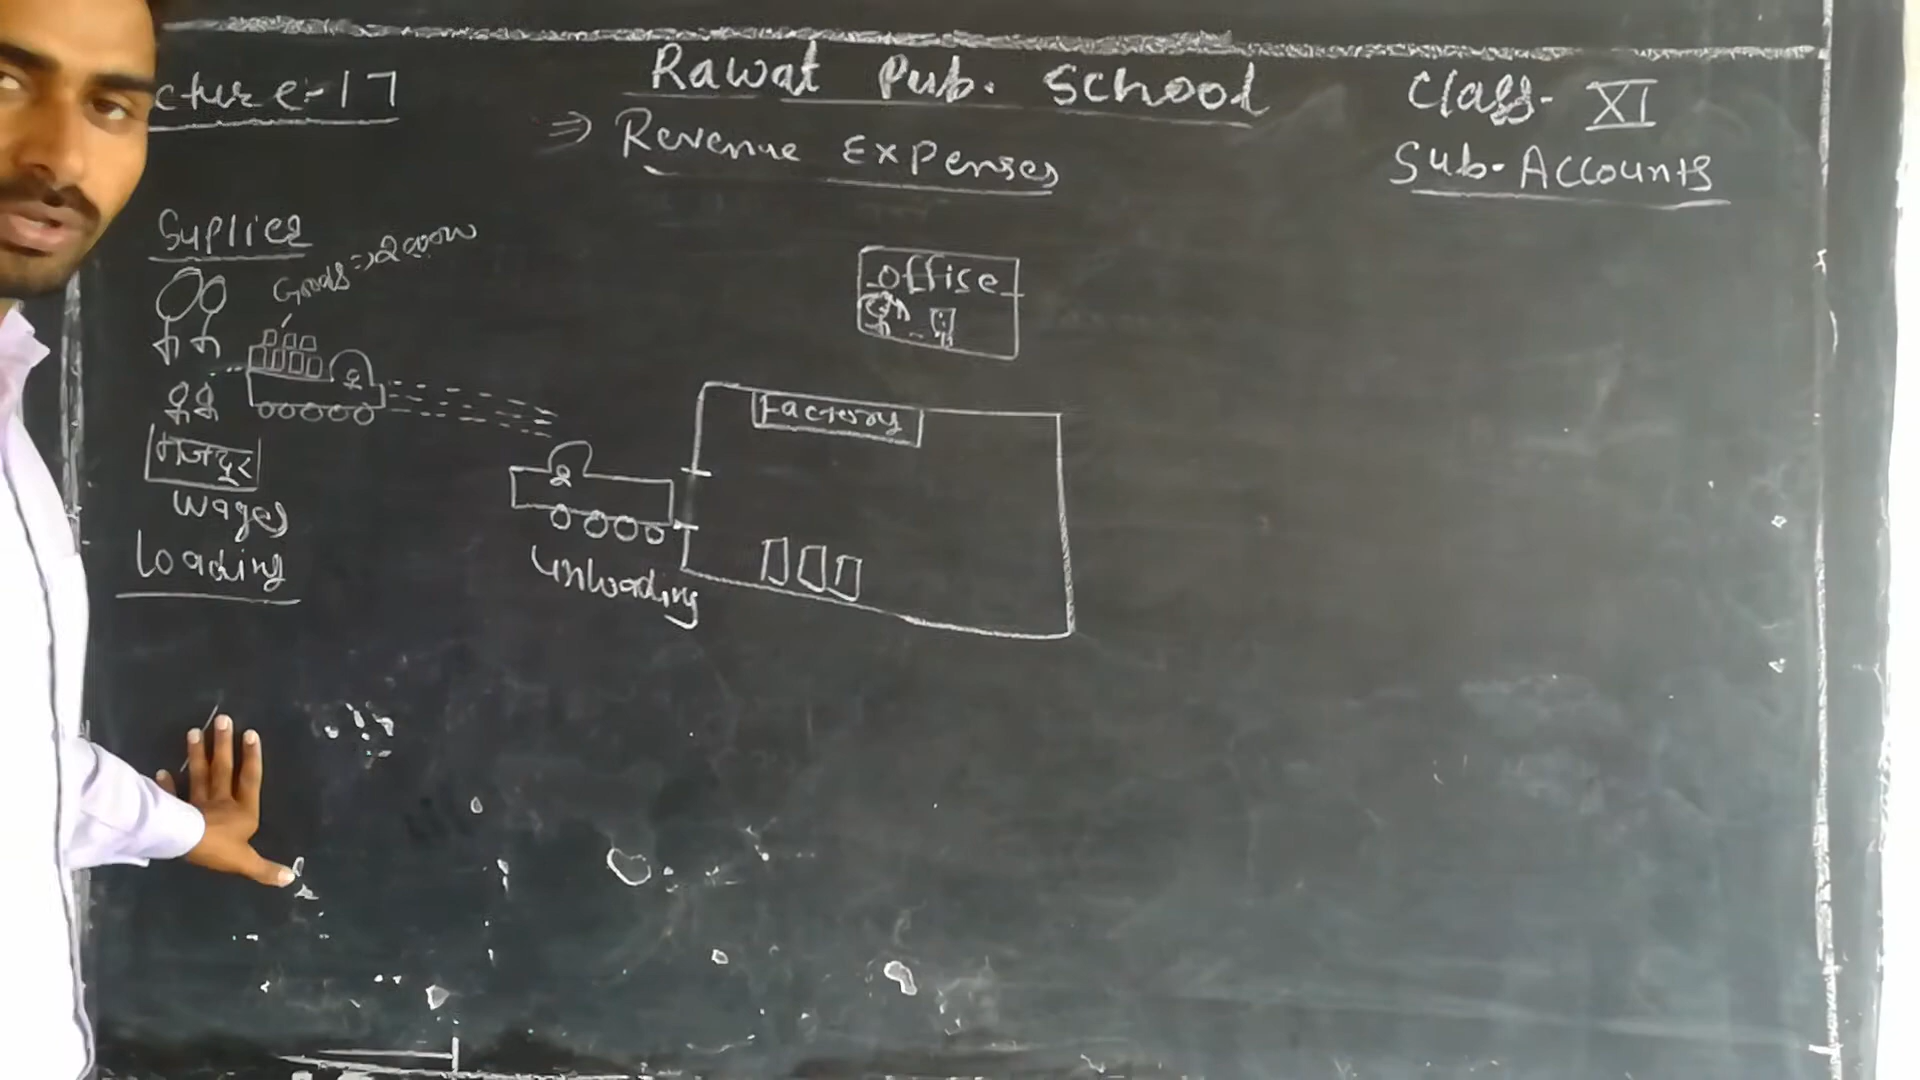 cture:-17
Rawat Pub. School
Class- XI
⇒ Revenue Expenses
Sub- Accounts
Suplier
Goods ⇒
office
Factory
मजदूर
wages
Loading
unloading